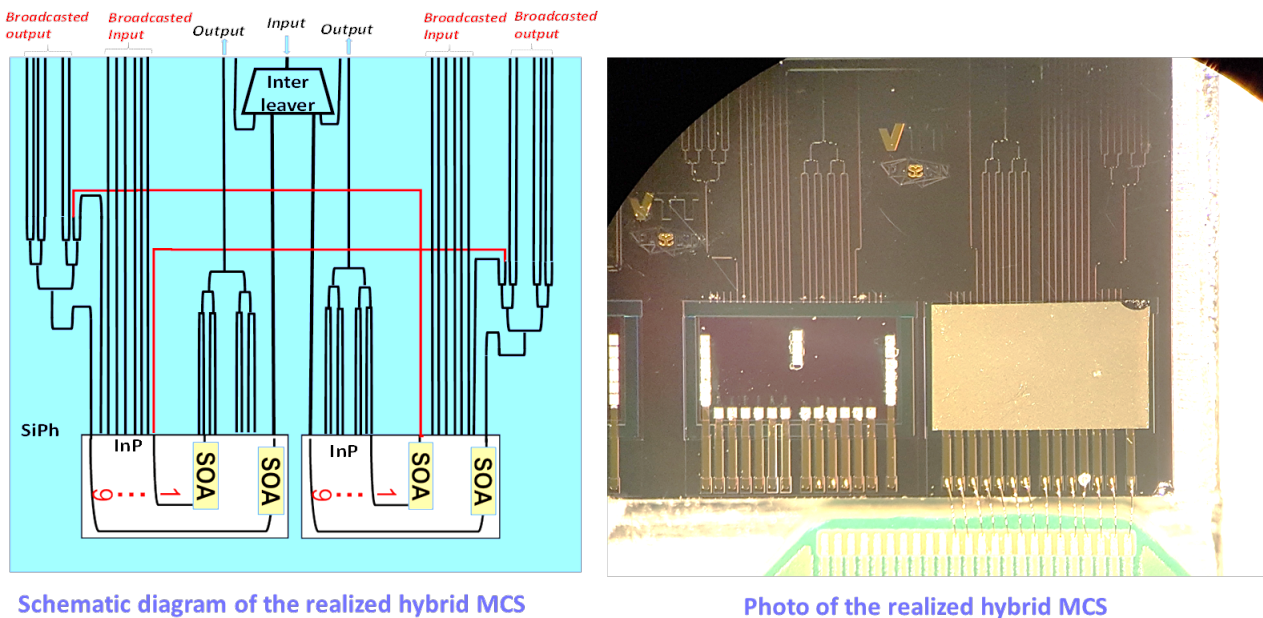 Broadcasted
output
Broadcasted
Input
Output
Input
Output
Broadcasted
Input
Broadcasted
output
Inter
leaver
SiPh
InP
SOA
SOA
9 ... 1
InP
SOA
SOA
9 ... 1
VTT
Schematic diagram of the realized hybrid MCS
Photo of the realized hybrid MCS